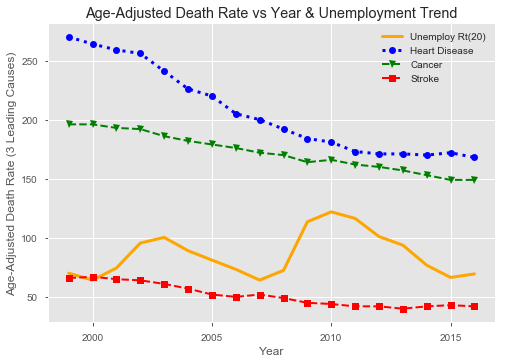 Age-Adjusted Death Rate vs Year & Unemployment Trend
Unemploy Rt(20)
Heart Disease
Cancer
Stroke
Age-Adjusted Death Rate (3 Leading Causes)
250
200
150
100
50
2000
2005
2010
2015
Year